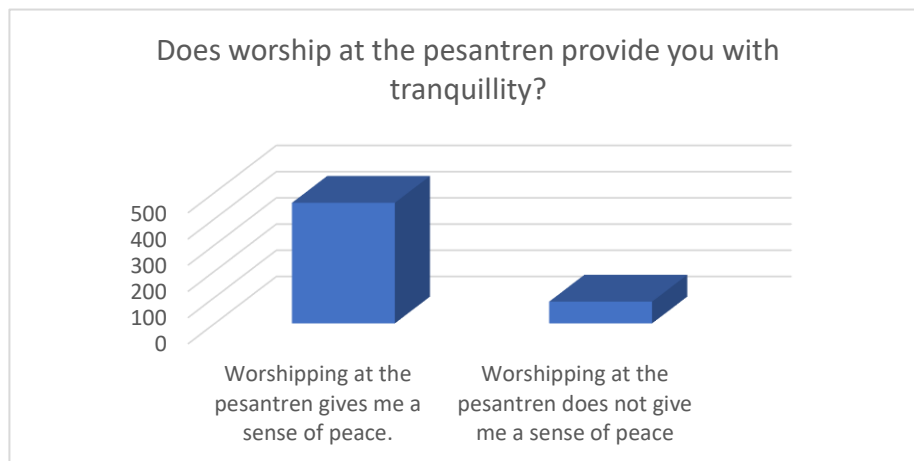 Does worship at the pesantren provide you with
tranquillity?
500
400
300
200
100
0
Worshipping at the
pesantren gives me a
sense of peace.
Worshipping at the
pesantren does not give
me a sense of peace